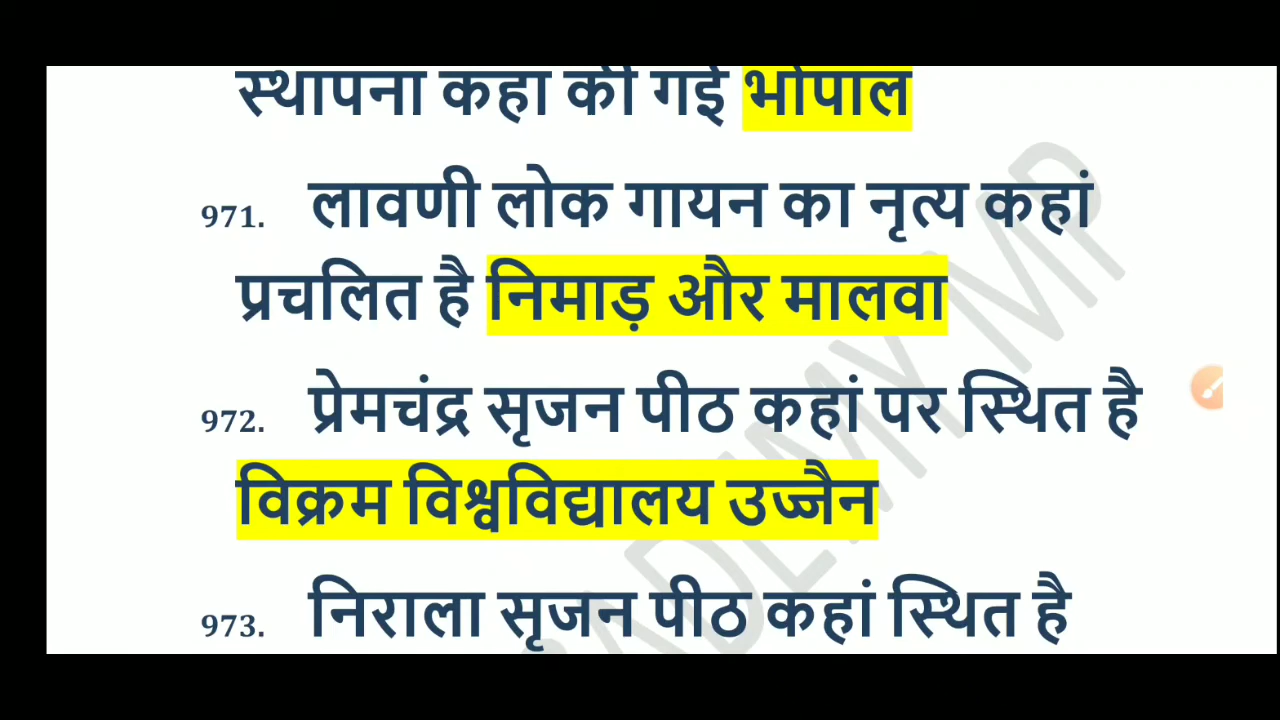 स्थापना कहां की गई भोपाल
971. लावणी लोक गायन का नृत्य कहां
प्रचलित है निमाड़ और मालवा
972. प्रेमचंद्र सृजन पीठ कहां पर स्थित है
विक्रम विश्वविद्यालय उज्जैन
973. निराला सृजन पीठ कहां स्थित है